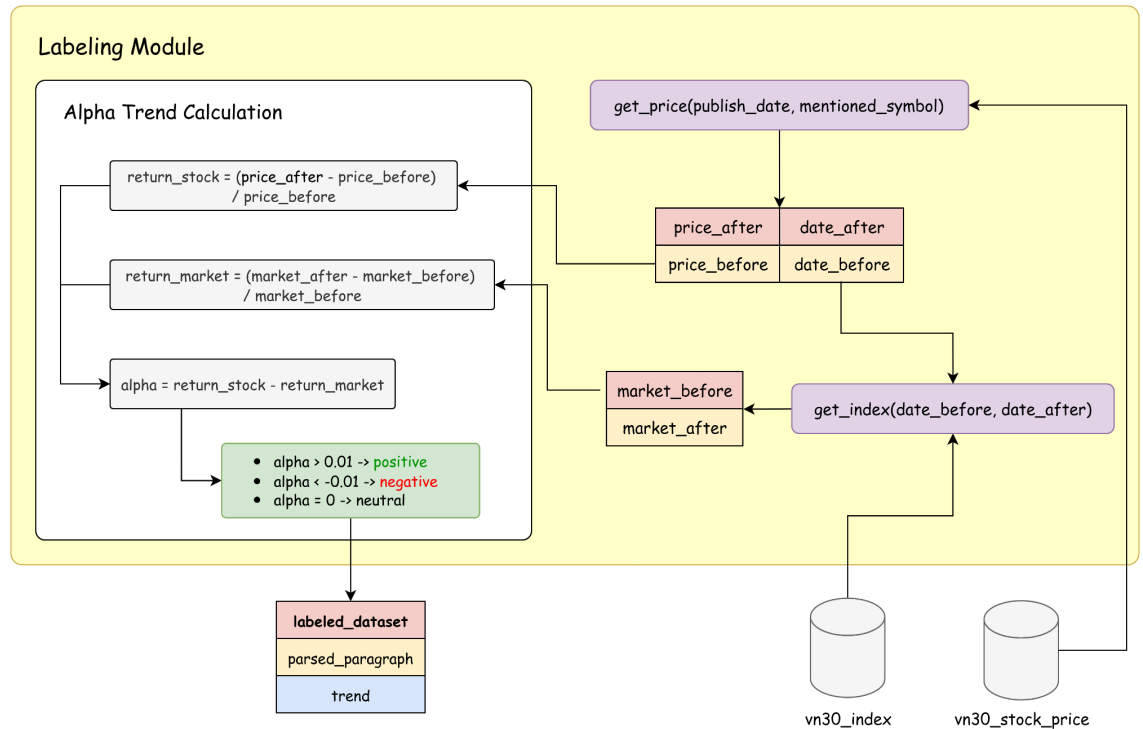 Labeling Module
Alpha Trend Calculation
return_stock = (price_after - price_before)
/ price_before
return_market = (market_after - market_before)
/ market_before
alpha = return_stock - return_market
• alpha > 0.01 -> positive
• alpha < -0.01 -> negative
• alpha = 0 -> neutral
get_price(publish_date, mentioned_symbol)
price_after date_after
price_before date_before
market_before
market_after
get_index(date_before, date_after)
labeled_dataset
parsed_paragraph
trend
vn30_index
vn30_stock_price